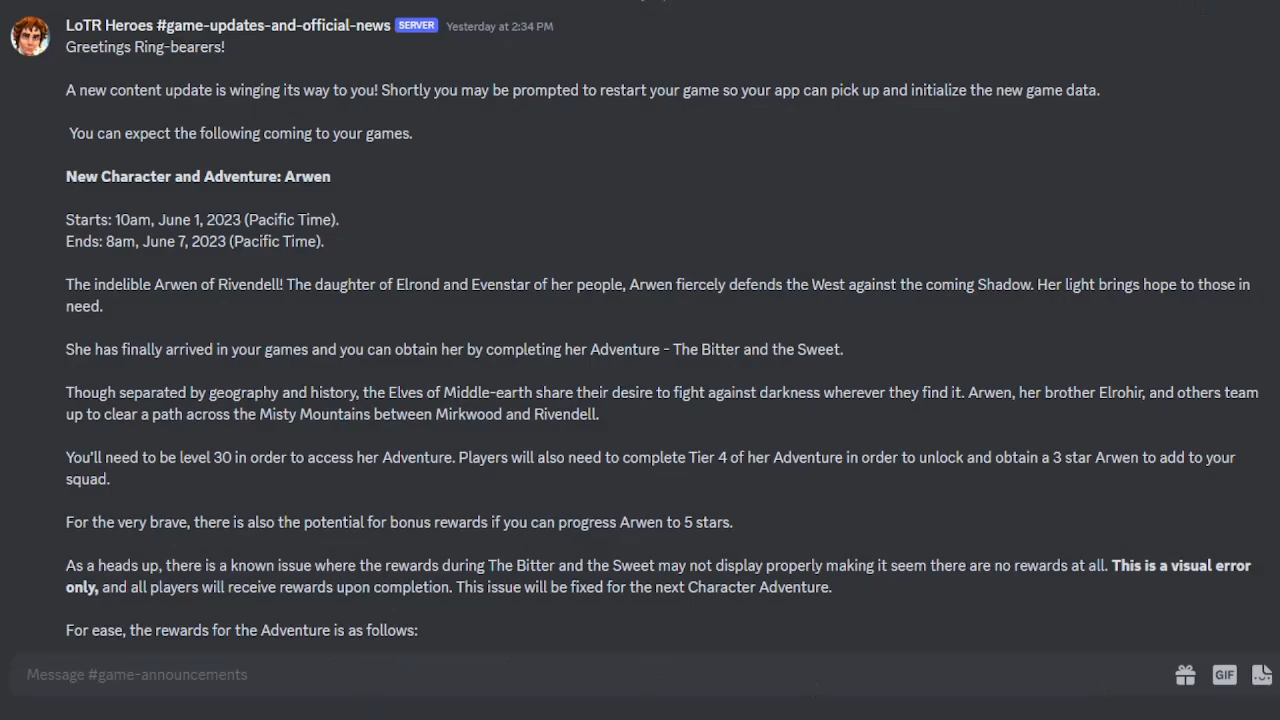 LoTR Heroes #game-updates-and-official-news SERVER Yesterday at 2:34 PM
Greetings Ring-bearers!
A new content update is winging its way to you! Shortly you may be prompted to restart your game so your app can pick up and initialize the new game data.
You can expect the following coming to your games.
New Character and Adventure: Arwen
Starts: 10am, June 1, 2023 (Pacific Time).
Ends: 8am, June 7, 2023 (Pacific Time).
The indelible Arwen of Rivendell! The daughter of Elrond and Evenstar of her people, Arwen fiercely defends the West against the coming Shadow. Her light brings hope to those in
need.
She has finally arrived in your games and you can obtain her by completing her Adventure - The Bitter and the Sweet.
Though separated by geography and history, the Elves of Middle-earth share their desire to fight against darkness wherever they find it. Arwen, her brother Elrohir, and others team
up to clear a path across the Misty Mountains between Mirkwood and Rivendell.
You'll need to be level 30 in order to access her Adventure. Players will also need to complete Tier 4 of her Adventure in order to unlock and obtain a 3 star Arwen to add to your
squad.
For the very brave, there is also the potential for bonus rewards if you can progress Arwen to 5 stars.
As a heads up, there is a known issue where the rewards during The Bitter and the Sweet may not display properly making it seem there are no rewards at all. This is a visual error
only, and all players will receive rewards upon completion. This issue will be fixed for the next Character Adventure.
For ease, the rewards for the Adventure is as follows:
Message #game-announcements
GIF